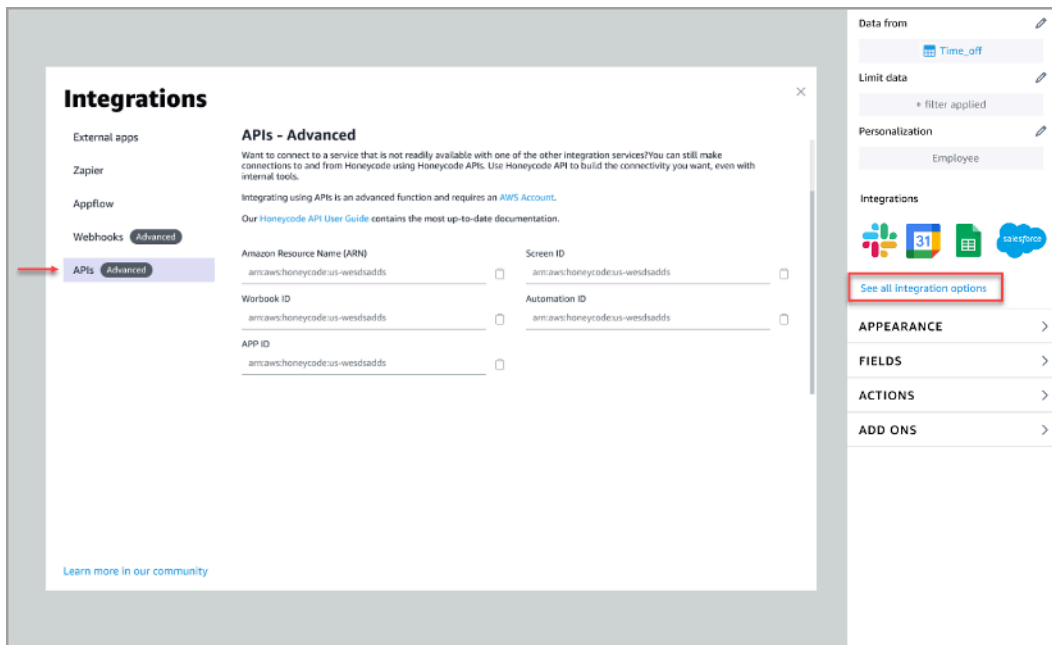 Integrations
External apps
Zapier
Appflow
Webhooks Advanced
APIs Advanced
Learn more in our community
APIs - Advanced
Want to connect to a service that is not readily available with one of the other integration services?You can still make
connections to and from Honeycode using Honeycode APIs. Use Honeycode API to build the connectivity you want, even with
internal tools.
Integrating using APIs is an advanced function and requires an AWS Account.
Our Honeycode API User Guide contains the most up-to-date documentation.
Amazon Resource Name (ARN)
arn:aws:honeycode:us-wesdsadds
Screen ID
arn:aws:honeycode:us-wesdsadds
Worbook ID
arn:aws:honeycode:us-wesdsadds
Automation ID
arn:aws:honeycode:us-wesdsadds
APP ID
arn:aws:honeycode:us-wesdsadds
Data from
Time_off
Limit data
+ filter applied
Personalization
Employee
Integrations
31
salesforce
See all integration options
APPEARANCE
FIELDS
ACTIONS
ADD ONS